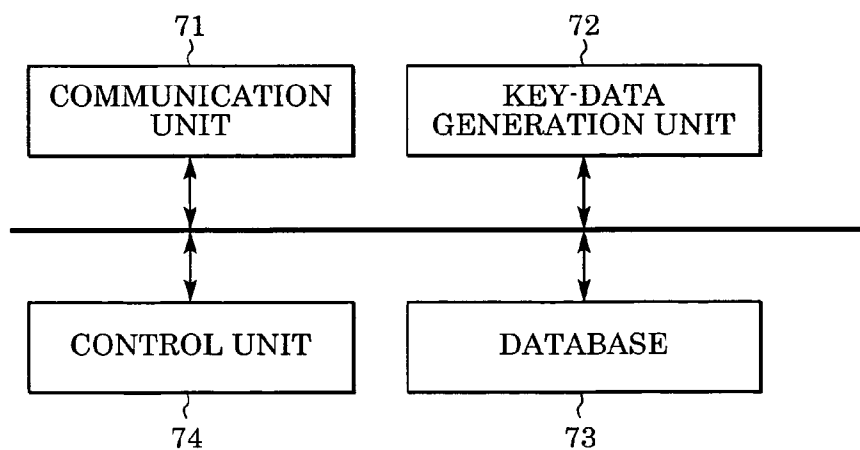 71
COMMUNICATION
UNIT
72
KEY-DATA
GENERATION UNIT
CONTROL UNIT
74
DATABASE
73